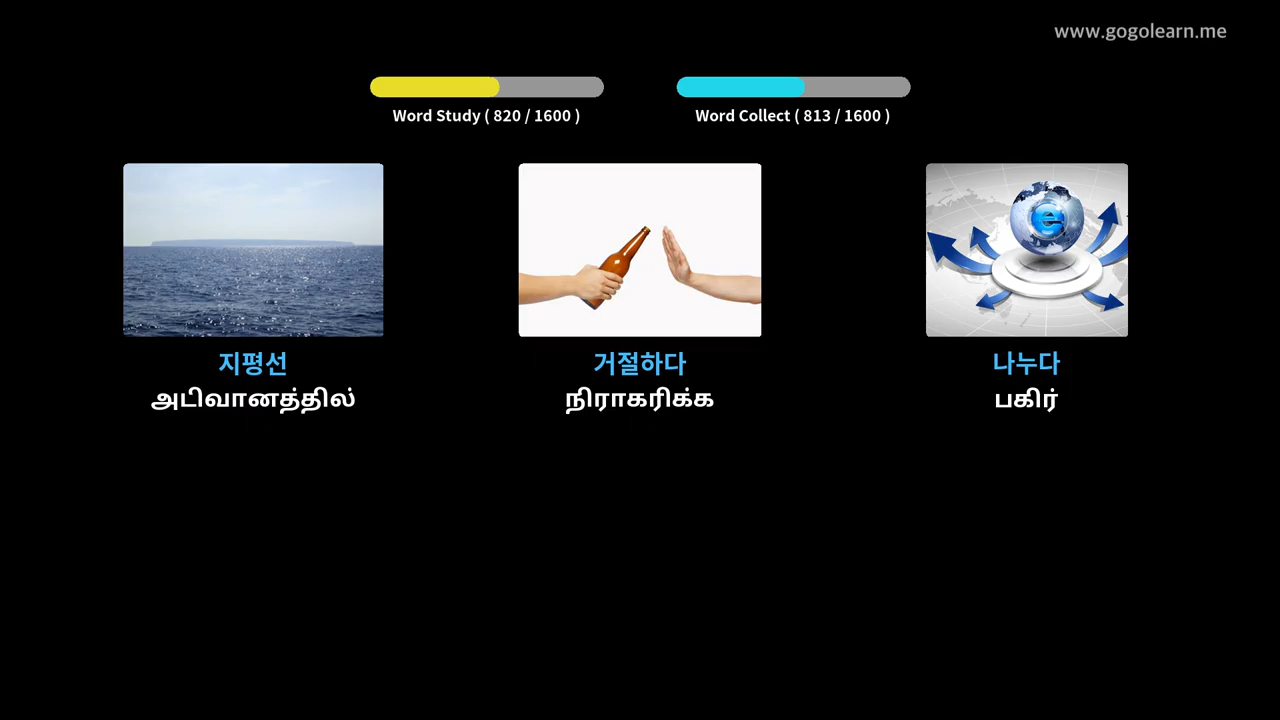 www.gogolearn.me
Word Study ( 820 / 1600 )
Word Collect ( 813 / 1600 )
지평선
거절하다
나누다
அடிவானத்தில்
நிராகரிக்க
பகிர்